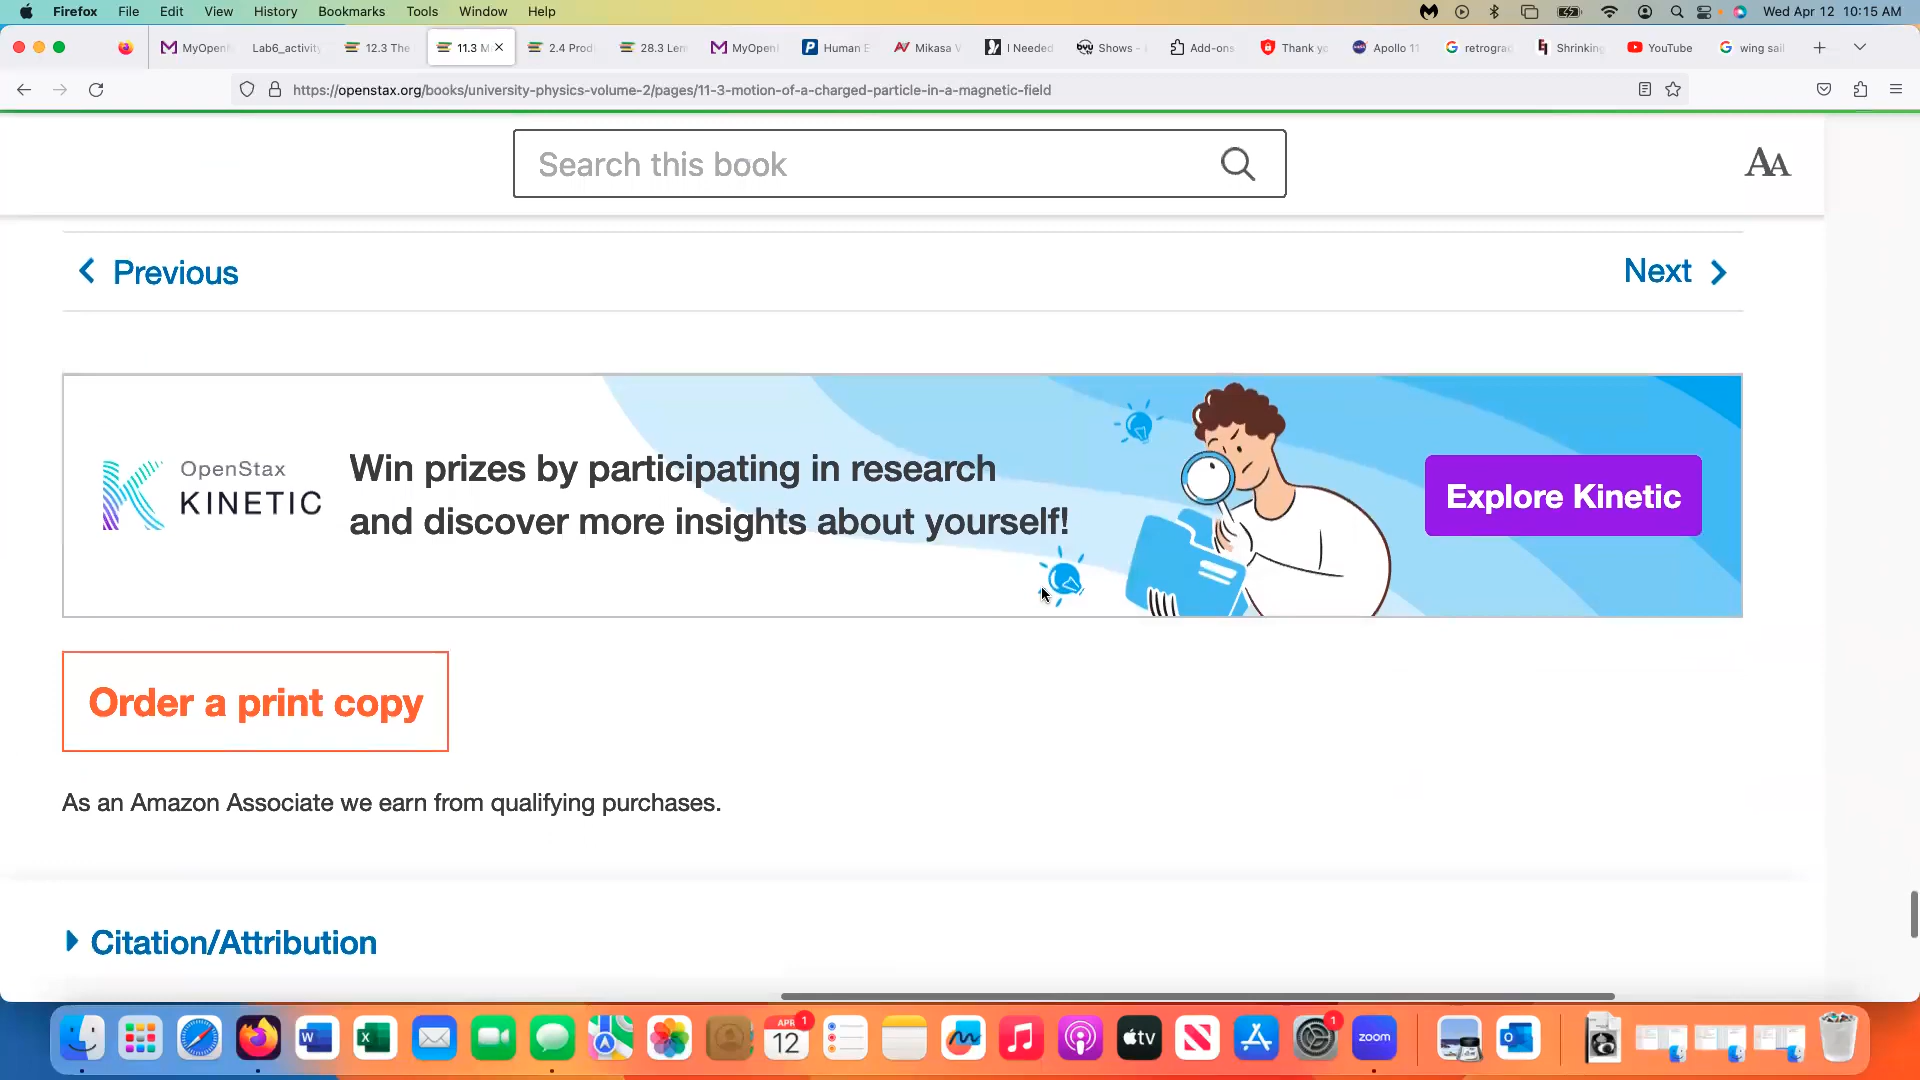 Firefox File Edit View History Bookmarks Tools Window Help Wed Apr 12 10:15 AM
MyOpen Lab6_activity 12.3 The 11.3 M 2.4 Prod 28.3 Len MyOpen Human E Mikasa V I Needed Shows - Add-ons Thank yo Apollo 11 retrograd Shrinking YouTube wing sail
https://openstax.org/books/university-physics-volume-2/pages/11-3-motion-of-a-charged-particle-in-a-magnetic-field
Search this book
AA
Previous
Next
OpenStax
KINETIC
Win prizes by participating in research
and discover more insights about yourself!
Explore Kinetic
Order a print copy
As an Amazon Associate we earn from qualifying purchases.
Citation/Attribution
APR
12
1
tv
1
zoom